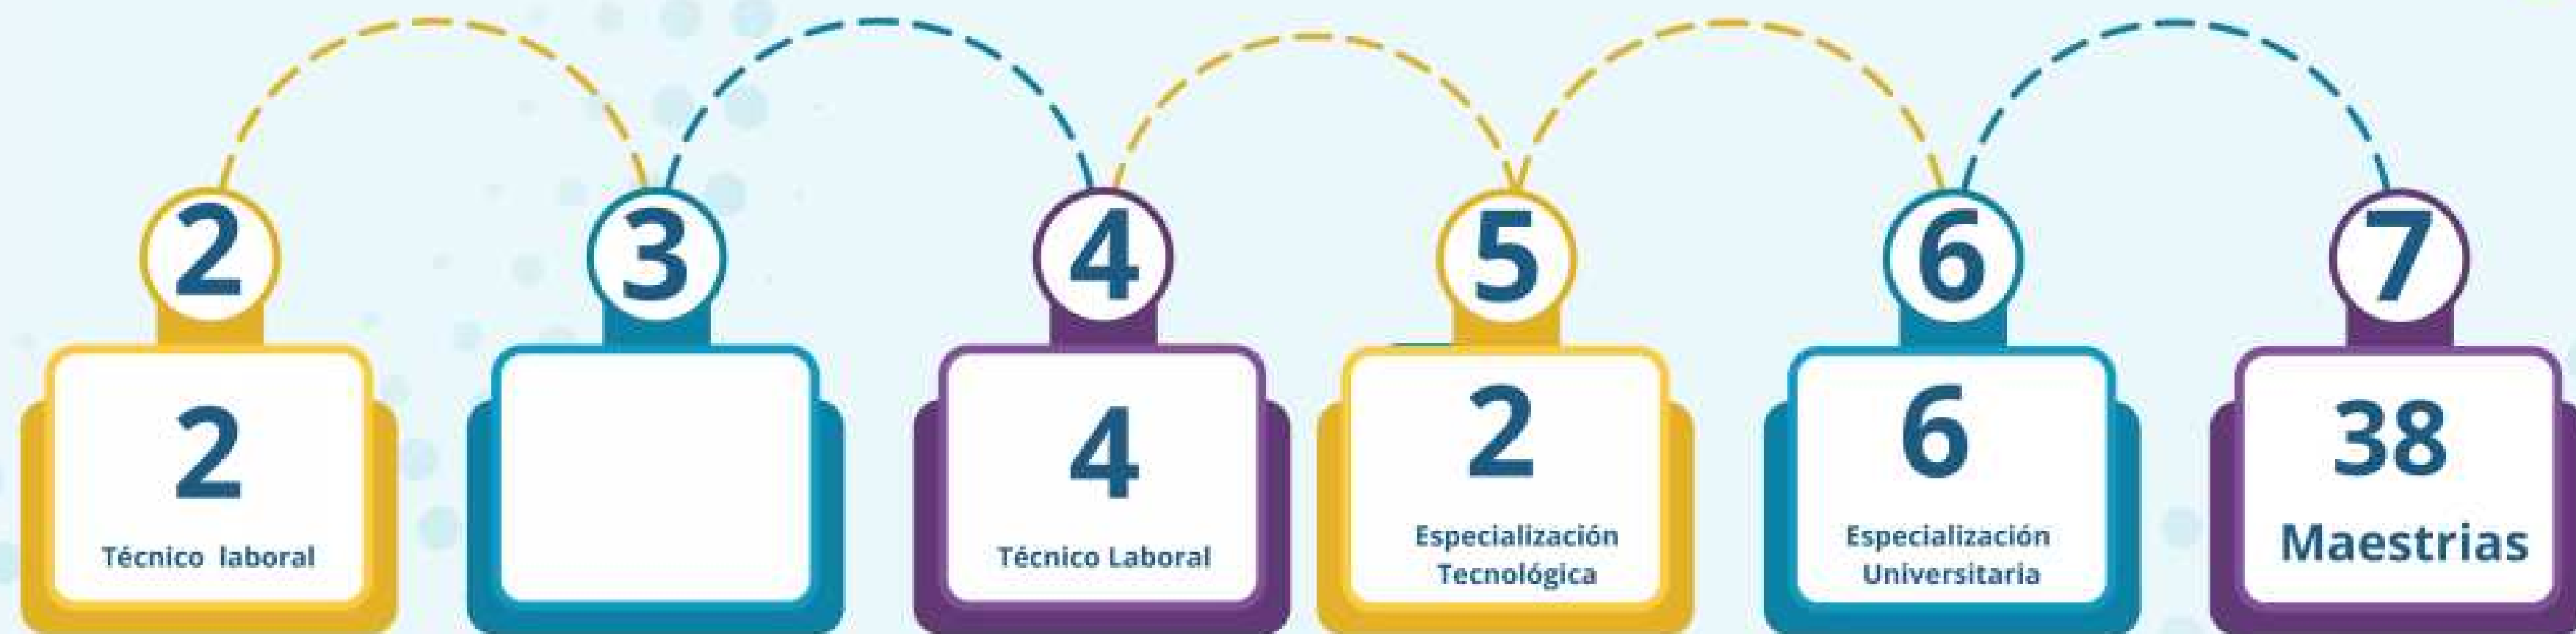 2
3
4
5
6
7
2
Técnico  laboral
4
Técnico Laboral
2
Especialización
Tecnológica
6
Especialización
Universitaria
38
Maestrias